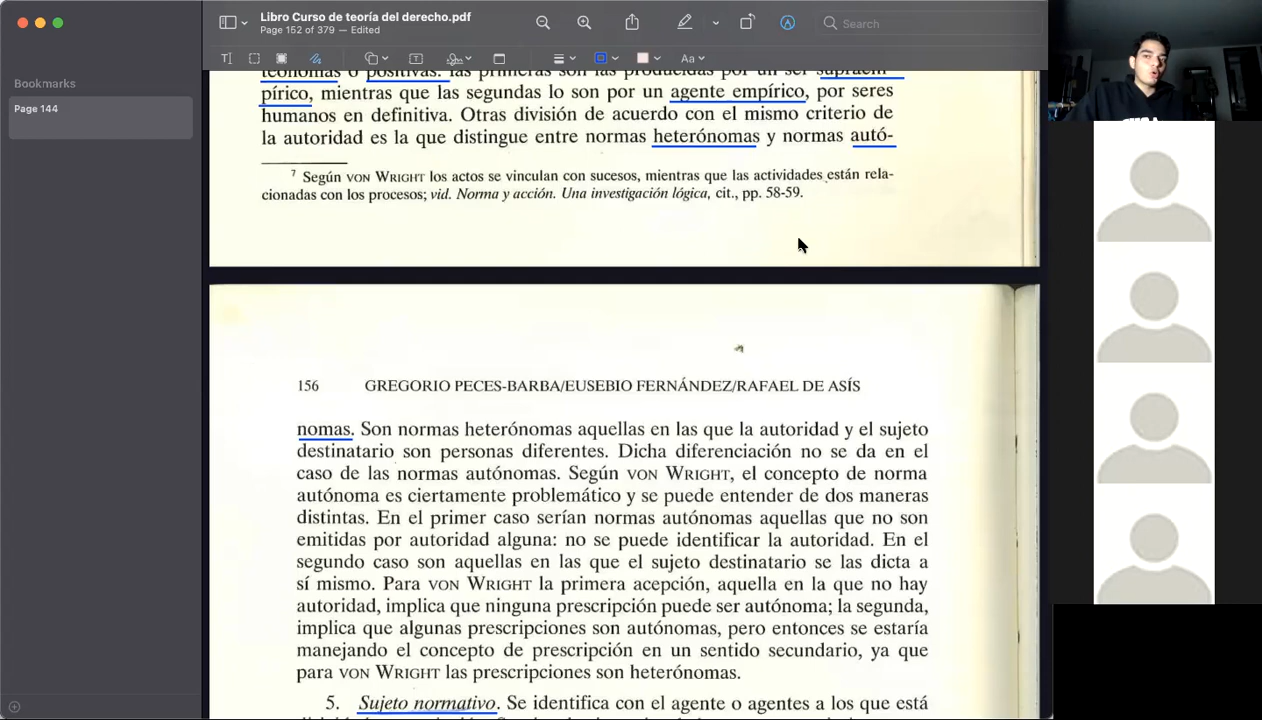 Libro Curso de teoría del derecho.pdf
Page 152 of 379 — Edited
Search
Aa
Bookmarks
Page 144
teónomas o positivas: las primeras son las producidas por un ser supraem-
pírico, mientras que las segundas lo son por un agente empírico, por seres
humanos en definitiva. Otras división de acuerdo con el mismo criterio de
la autoridad es la que distingue entre normas heterónomas y normas autó-
7 Según VON WRIGHT los actos se vinculan con sucesos, mientras que las actividades están rela-
cionadas con los procesos; vid. Norma y acción. Una investigación lógica, cit., pp. 58-59.
156 GREGORIO PECES-BARBA/EUSEBIO FERNÁNDEZ/RAFAEL DE ASÍS
nomas. Son normas heterónomas aquellas en las que la autoridad y el sujeto
destinatario son personas diferentes. Dicha diferenciación no se da en el
caso de las normas autónomas. Según VON WRIGHT, el concepto de norma
autónoma es ciertamente problemático y se puede entender de dos maneras
distintas. En el primer caso serían normas autónomas aquellas que no son
emitidas por autoridad alguna: no se puede identificar la autoridad. En el
segundo caso son aquellas en las que el sujeto destinatario se las dicta a
sí mismo. Para VON WRIGHT la primera acepción, aquella en la que no hay
autoridad, implica que ninguna prescripción puede ser autónoma; la segunda,
implica que algunas prescripciones son autónomas, pero entonces se estaría
manejando el concepto de prescripción en un sentido secundario, ya que
para VON WRIGHT las prescripciones son heterónomas.
5. Sujeto normativo. Se identifica con el agente o agentes a los que está